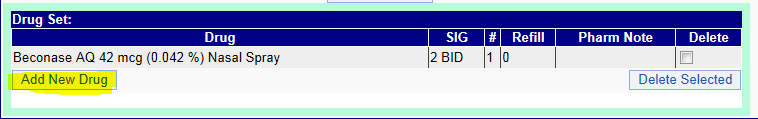 Drug Set:
Drug SIG # Refill Pharm Note Delete
Beconase AQ 42 mcg (0.042 %) Nasal Spray 2 BID 1 0
Add New Drug Delete Selected